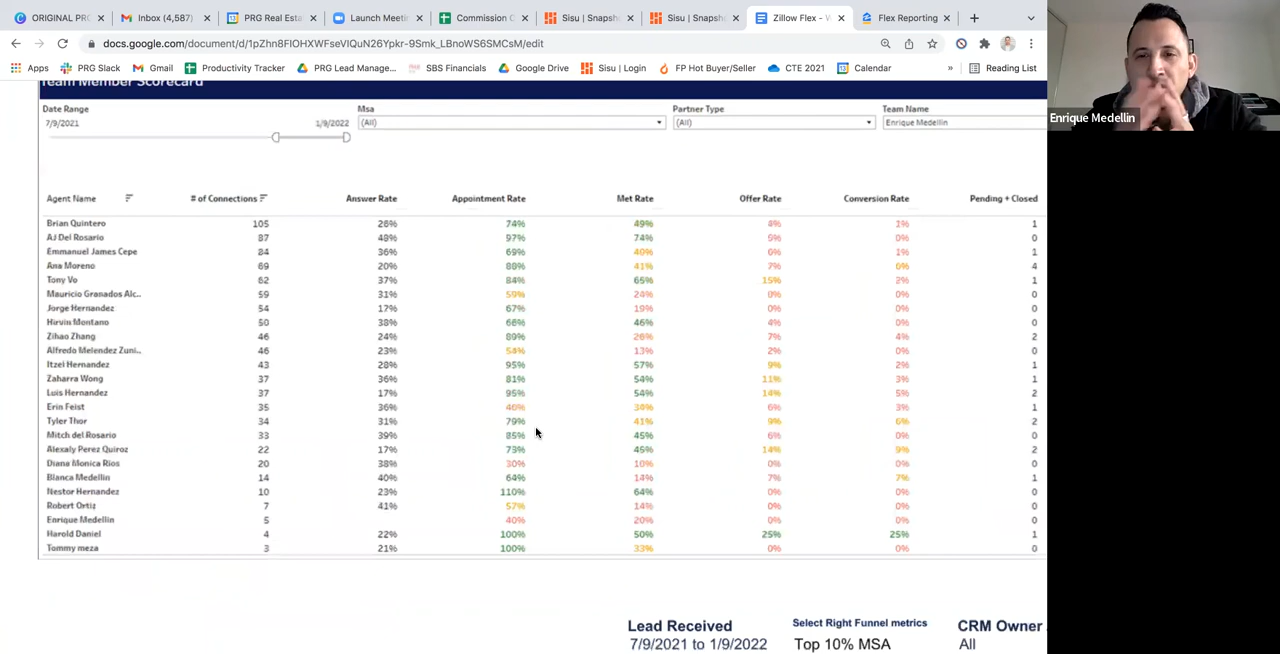 ORIGINAL PRG Inbox (4,587) PRG Real Esta Launch Meeti Commission C Sisu | Snapsh Sisu | Snapsh Zillow Flex - V Flex Reporting
docs.google.com/document/d/1pZhn8FIOHXWFseVIQuN26Ypkr-9Smk_LBnoWS6SMCsM/edit
Apps PRG Slack Gmail Productivity Tracker PRG Lead Manage... SBS Financials Google Drive Sisu | Login FP Hot Buyer/Seller CTE 2021 Calendar » Reading List
Team Member Scorecard
Date Range Msa Partner Type Team Name
7/9/2021 1/9/2022 (All) (All) Enrique Medellin
Agent Name # of Connections Answer Rate Appointment Rate Met Rate Offer Rate Conversion Rate Pending + Closed
Brian Quintero 105 26% 74% 49% 4% 1% 1
AJ Del Rosario 87 48% 97% 74% 5% 0% 0
Emmanuel James Cepe 84 36% 69% 40% 0% 1% 1
Ana Moreno 69 20% 88% 41% 7% 6% 4
Tony Vo 62 37% 84% 65% 15% 2% 1
Mauricio Granados Alc.. 59 31% 59% 24% 0% 0% 0
Jorge Hernandez 54 17% 67% 19% 0% 0% 0
Hirvin Montano 50 38% 66% 46% 4% 0% 0
Zihao Zhang 46 24% 89% 26% 7% 4% 2
Alfredo Melendez Zuni.. 46 23% 54% 13% 2% 0% 0
Itzel Hernandez 43 28% 95% 57% 9% 2% 1
Zaharra Wong 37 36% 81% 54% 11% 3% 1
Luis Hernandez 37 17% 95% 54% 14% 5% 2
Erin Feist 35 36% 46% 34% 6% 3% 1
Tyler Thor 34 31% 79% 41% 9% 6% 2
Mitch del Rosario 33 39% 85% 45% 6% 0% 0
Alexaly Perez Quiroz 22 17% 73% 45% 14% 9% 2
Diana Monica Rios 20 38% 30% 10% 0% 0% 0
Blanca Medellin 14 40% 64% 14% 7% 7% 1
Nestor Hernandez 10 23% 110% 64% 0% 0% 0
Robert Ortiz 7 41% 57% 14% 0% 0% 0
Enrique Medellin 5 40% 20% 0% 0% 0
Harold Daniel 4 22% 100% 50% 25% 25% 1
Tommy meza 3 21% 100% 33% 0% 0% 0
Lead Received Select Right Funnel metrics CRM Owner
7/9/2021 to 1/9/2022 Top 10% MSA All
Enrique Medellin